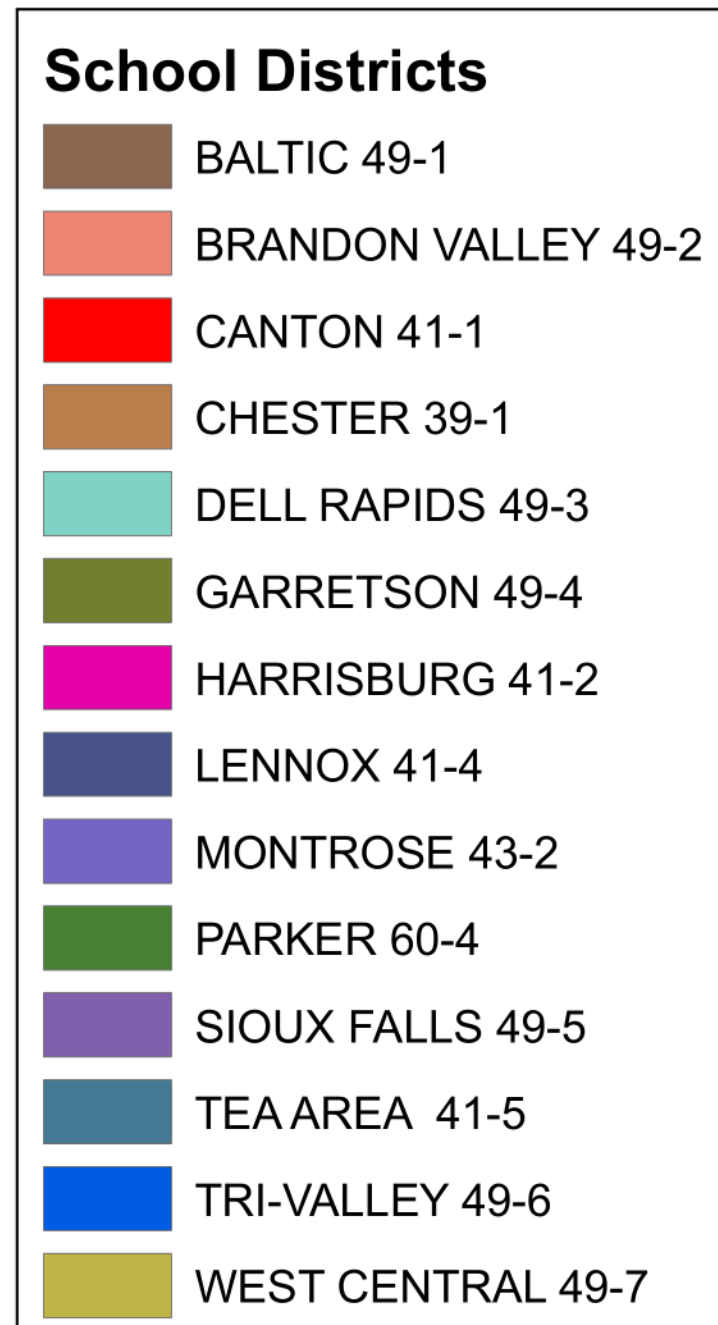 School Districts
BALTIC 49-1
BRANDON VALLEY 49-2
CANTON 41-1
CHESTER 39-1
DELL RAPIDS 49-3
GARRETSON 49-4
HARRISBURG 41-2
LENNOX 41-4
MONTROSE 43-2
PARKER 60-4
SIOUX FALLS 49-5
TEA AREA  41-5
TRI-VALLEY 49-6
WEST CENTRAL 49-7